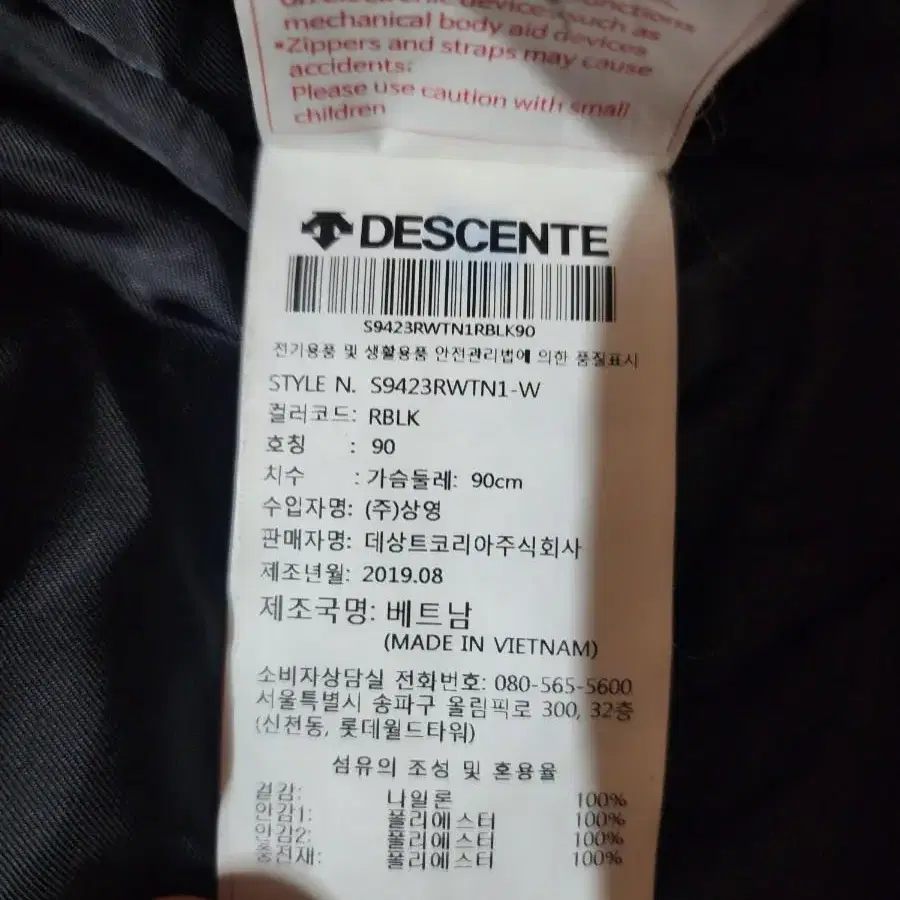 on electronic devices such as
mechanical body aid devices
*Zippers and straps may cause
accidents:
Please use caution with small
children
DESCENTE
S9423RWTN1RBLK90
전기용품 및 생활용품 안전관리법에 의한 품질표시
STYLE N. S9423RWTN1-W
컬러코드: RBLK
호칭 : 90
치수 : 가슴둘레: 90cm
수입자명: (주)상영
판매자명: 데상트코리아주식회사
제조년월: 2019.08
제조국명: 베트남
(MADE IN VIETNAM)
소비자상담실 전화번호: 080-565-5600
서울특별시 송파구 올림픽로 300, 32층
(신천동, 롯데월드타워)
섬유의 조성 및 혼용율
겉감: 나일론 100%
안감1: 폴리에스터 100%
안감2: 폴리에스터 100%
충전재: 폴리에스터 100%